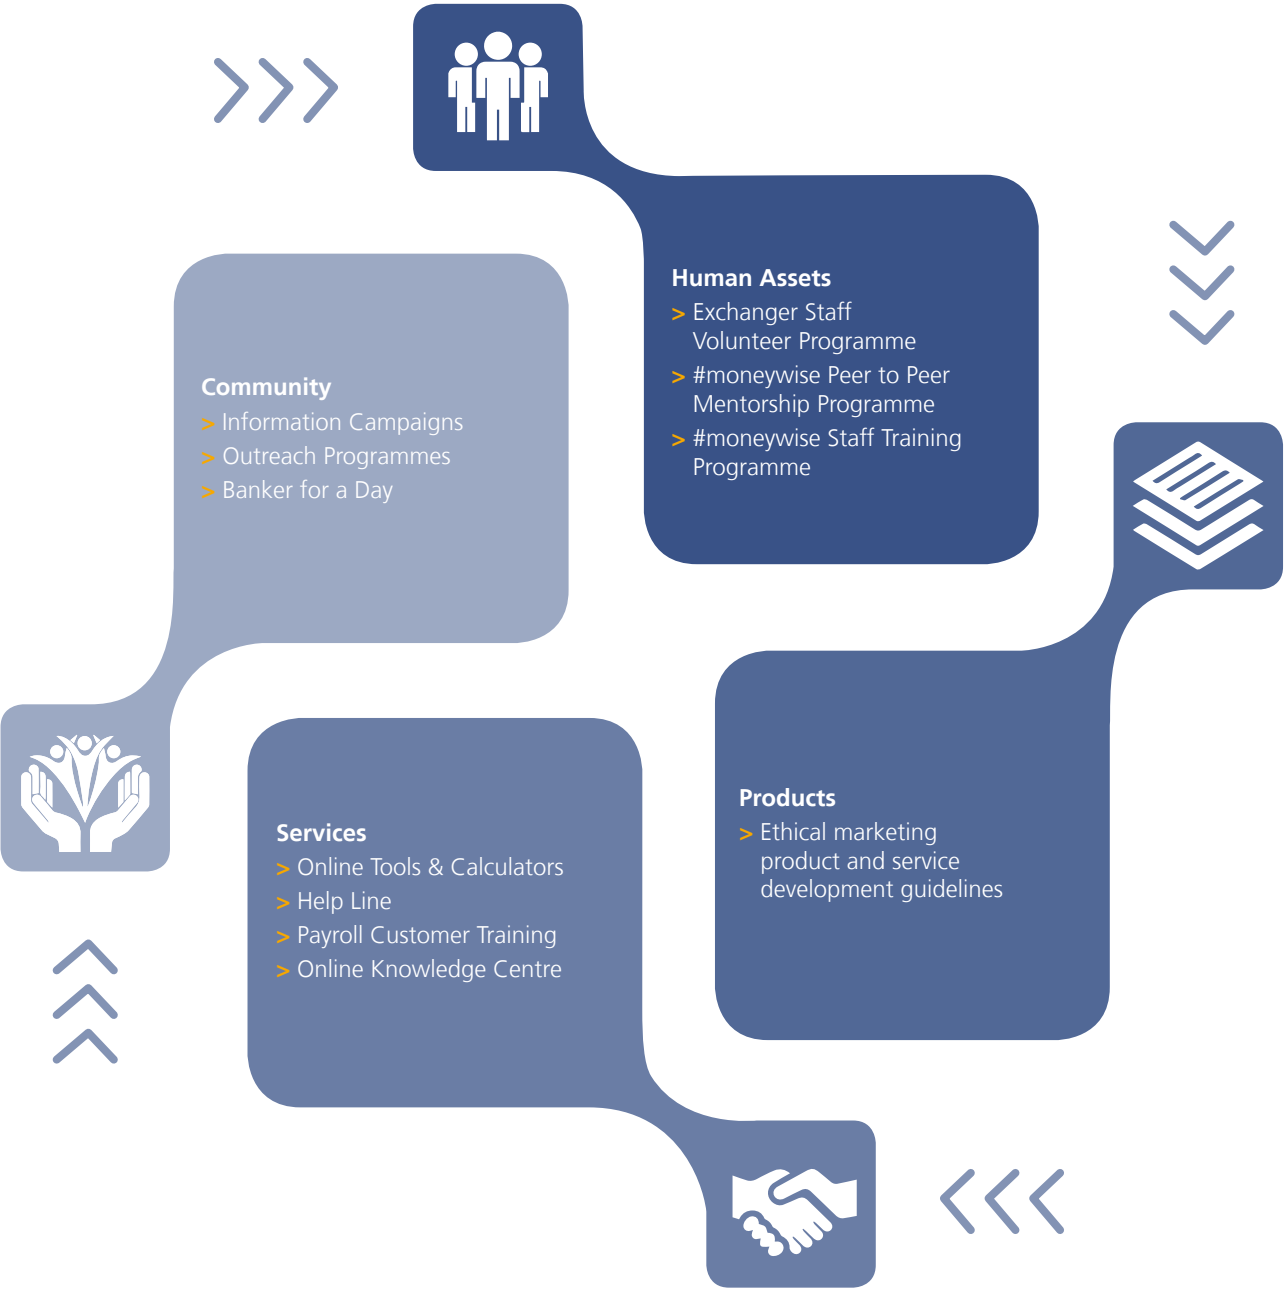 Human Assets
> Exchanger Staff
Volunteer Programme
> #moneywise Peer to Peer
Mentorship Programme
> #moneywise Staff Training
Programme
Community
> Information Campaigns
> Outreach Programmes
> Banker for a Day
Products
> Ethical marketing
product and service
development guidelines
Services
> Online Tools & Calculators
> Help Line
> Payroll Customer Training
> Online Knowledge Centre